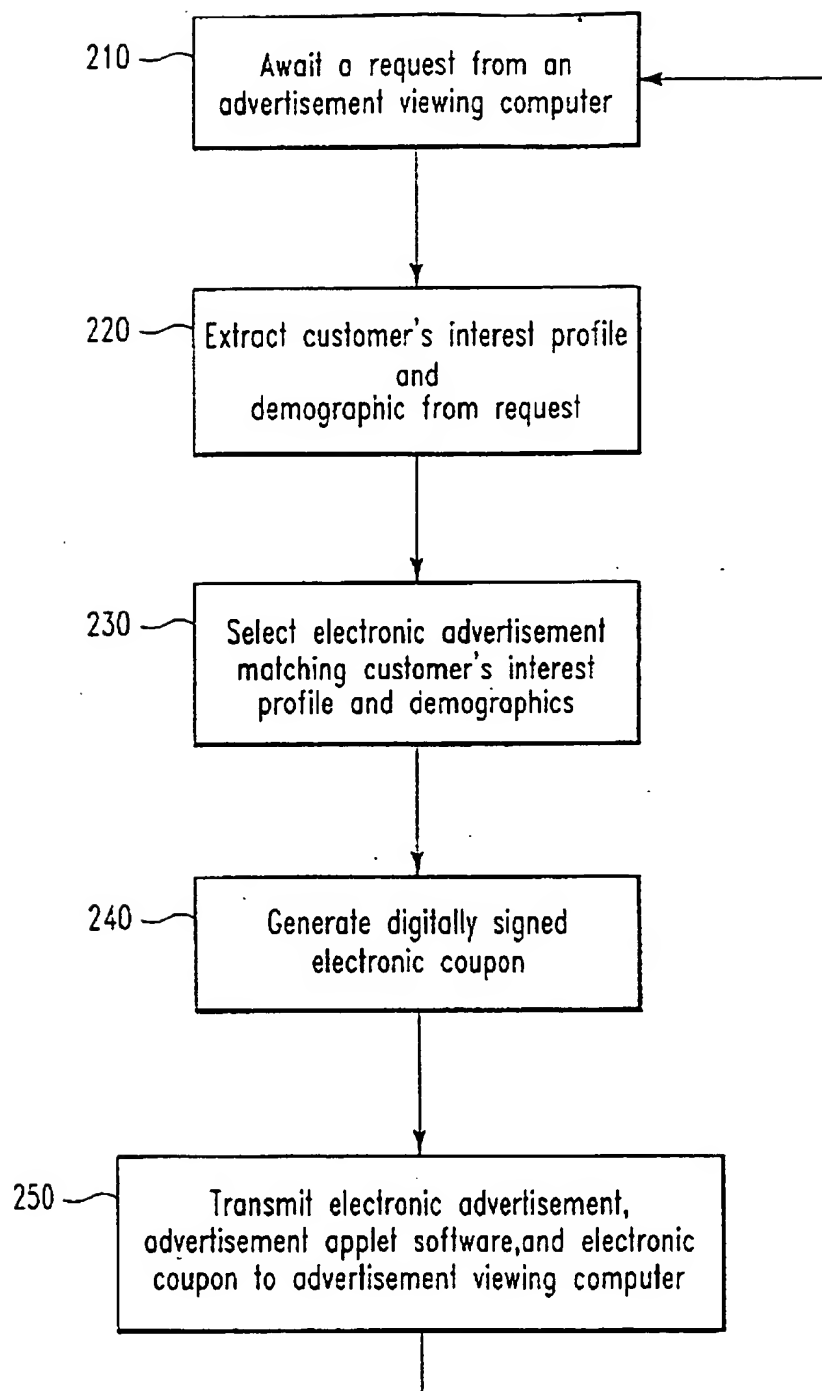 210
Await a request from an
advertisement viewing computer
220
Extract customer's interest profile
and
demographic from request
230
Select electronic advertisement
matching customer's interest
profile and demographics
240
Generate digitally signed
electronic coupon
250
Transmit electronic advertisement,
advertisement applet software,and electronic
coupon to advertisement viewing computer